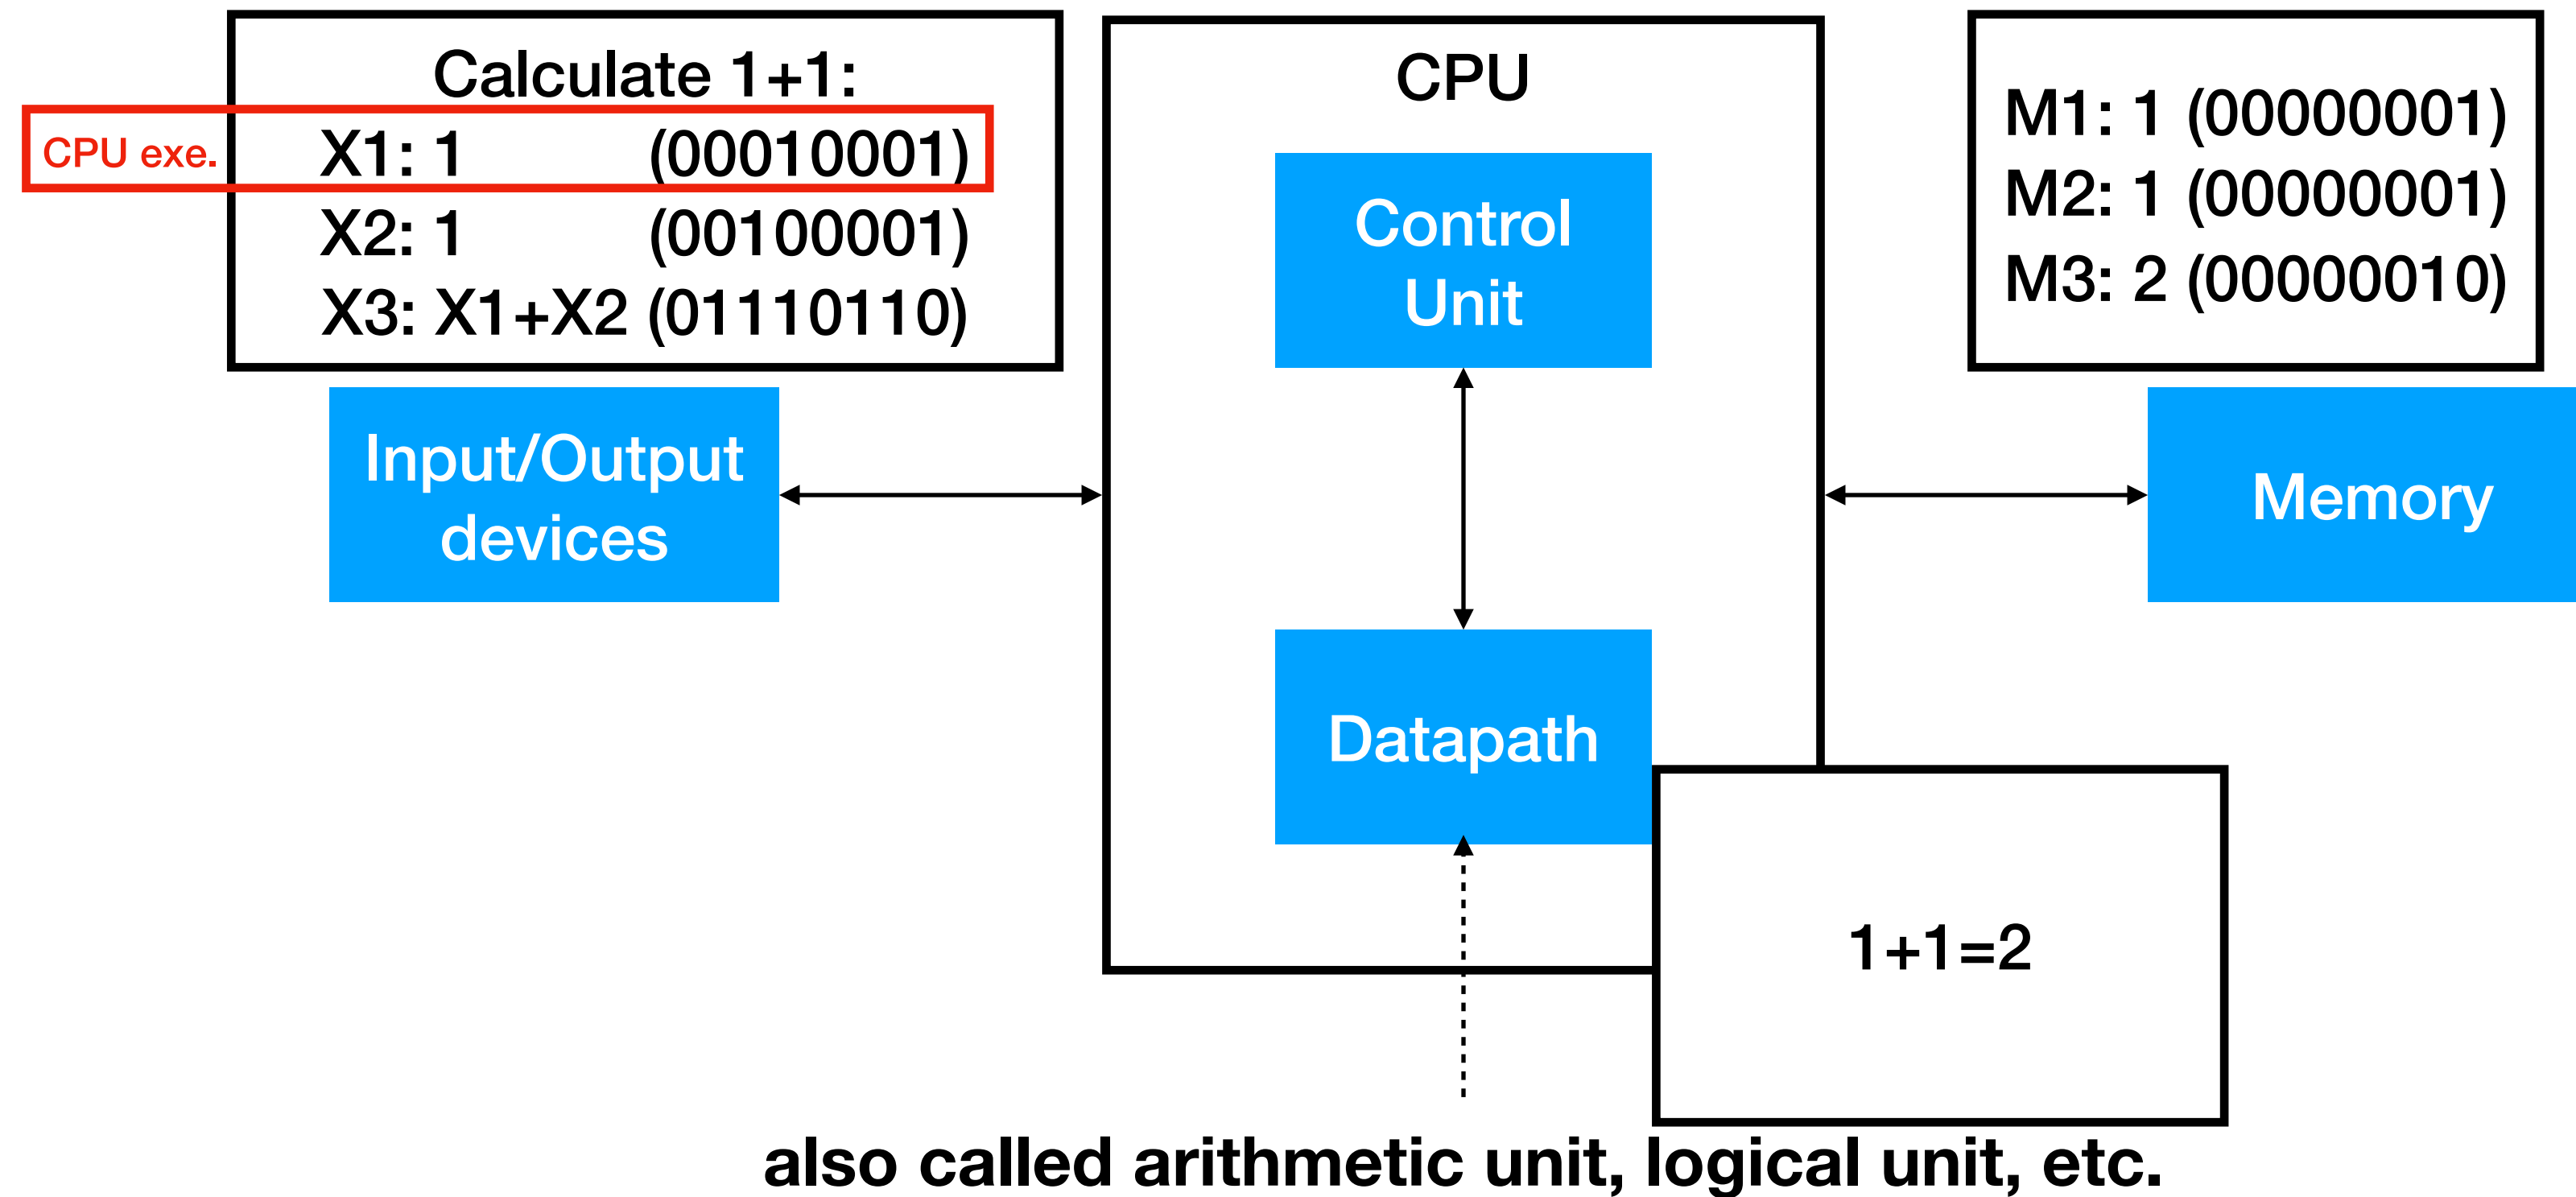 Calculate 1+1:
CPU exe.
X1: 1 (00010001)
X2: 1 (00100001)
X3: X1+X2 (01110110)
Input/Output
devices
CPU
Control
Unit
Datapath
M1: 1 (00000001)
M2: 1 (00000001)
M3: 2 (00000010)
Memory
1+1=2
also called arithmetic unit, logical unit, etc.